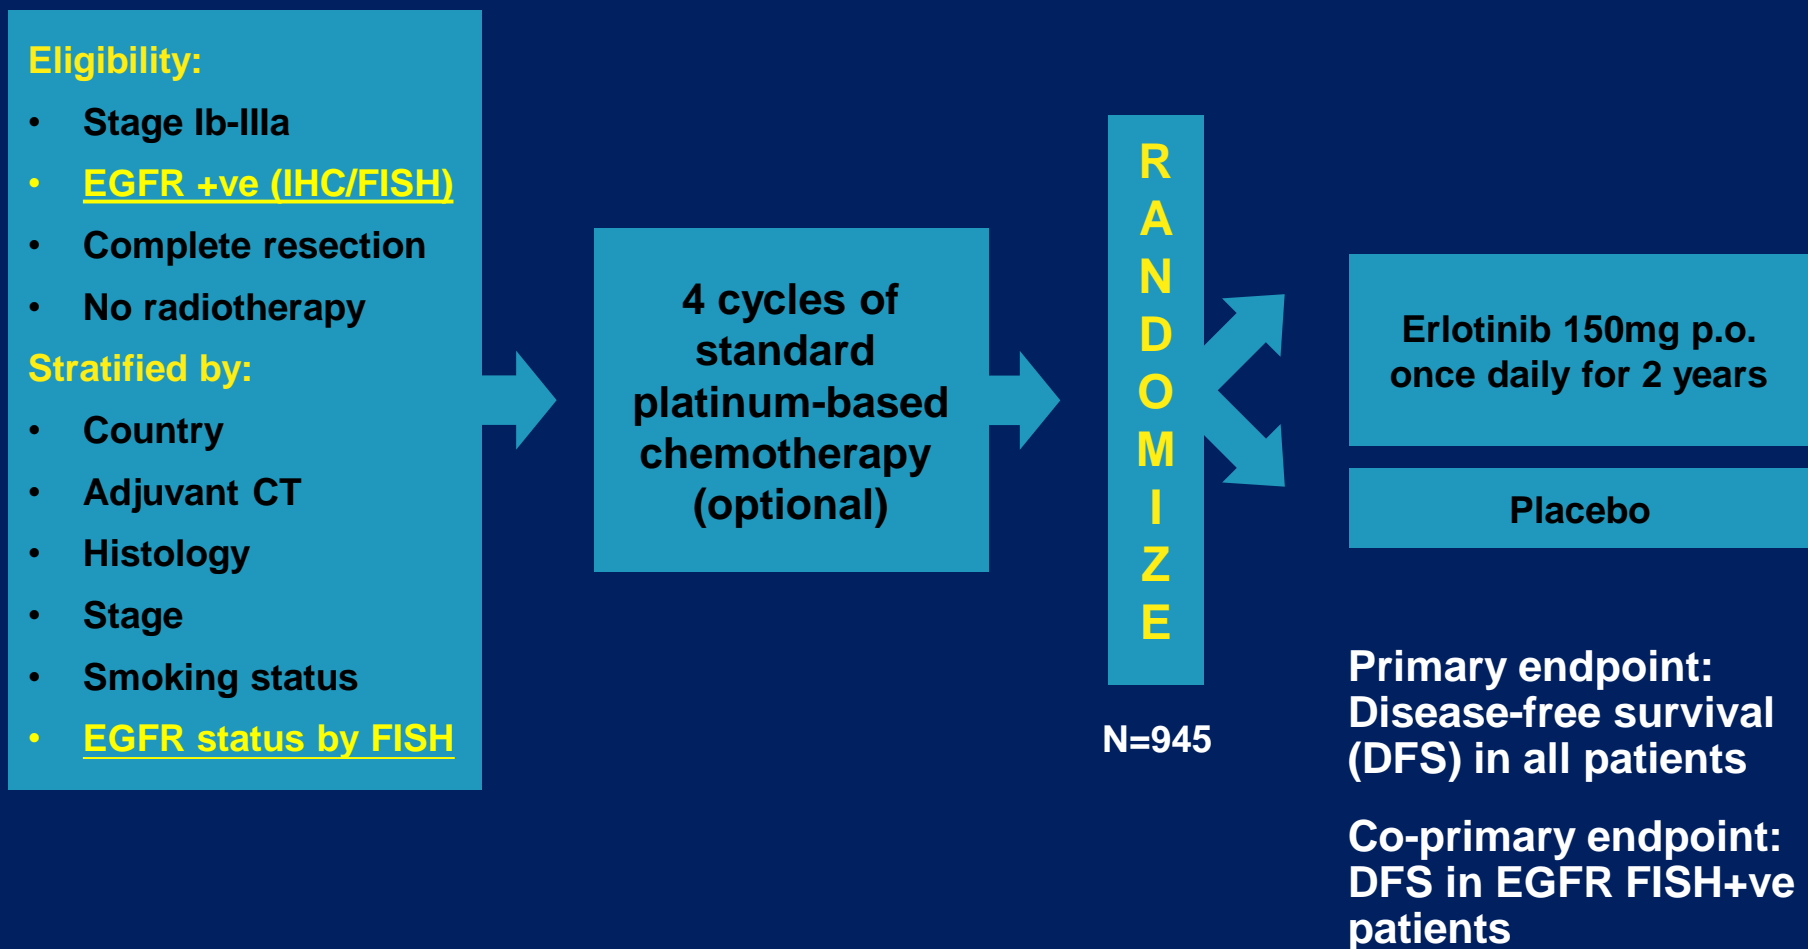 Eligibility:
• Stage Ib-IIIa
• EGFR +ve (IHC/FISH)
• Complete resection
• No radiotherapy
Stratified by:
• Country
• Adjuvant CT
• Histology
• Stage
• Smoking status
• EGFR status by FISH
4 cycles of
standard
platinum-based
chemotherapy
(optional)
R
A
N
D
O
M
I
Z
E
N=945
Erlotinib 150mg p.o.
once daily for 2 years
Placebo
Primary endpoint:
Disease-free survival
(DFS) in all patients
Co-primary endpoint:
DFS in EGFR FISH+ve
patients